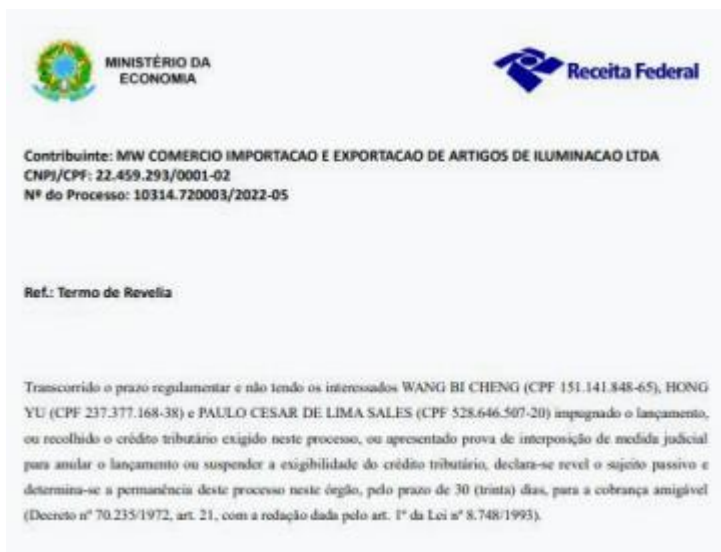 MINISTÉRIO DA
ECONOMIA
Receita Federal
Contribuinte: MW COMERCIO IMPORTACAO E EXPORTACAO DE ARTIGOS DE ILUMINACAO LTDA
CNPJ/CPF: 22.459.293/0001-02
Nº do Processo: 10314.720003/2022-05
Ref.: Termo de Revelia
Transcorrido o prazo regulamentar e não tendo os interessados WANG BI CHENG (CPF 151.141.848-65), HONG
YU (CPF 237.377.168-38) e PAULO CESAR DE LIMA SALES (CPF 528.646.507-20) impugnado o lançamento,
ou recolhido o crédito tributário exigido neste processo, ou apresentado prova de interposição de medida judicial
para anular o lançamento ou suspender a exigibilidade do crédito tributário, declara-se revel o sujeito passivo e
determina-se a permanência deste processo neste órgão, pelo prazo de 30 (trinta) dias, para a cobrança amigável
(Decreto nº 70.235/1972, art. 21, com a redação dada pelo art. 1º da Lei nº 8.748/1993).